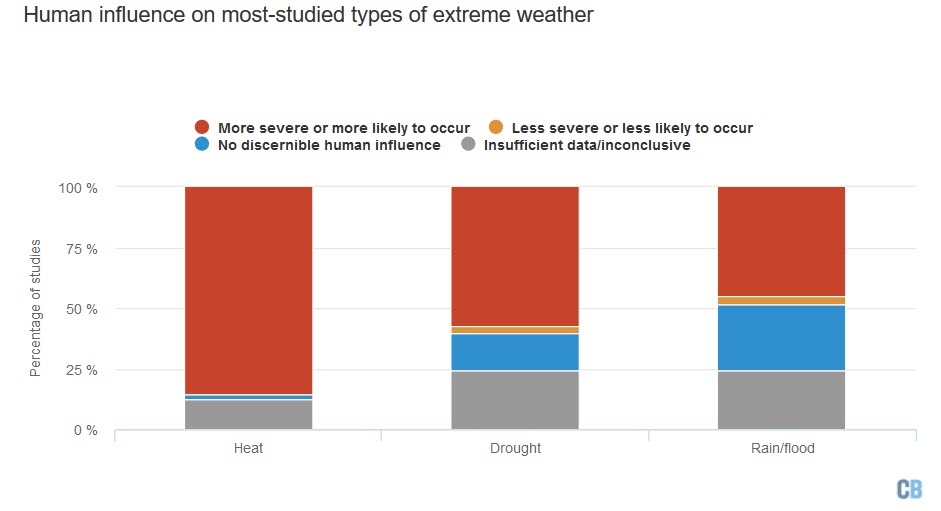 Human influence on most-studied types of extreme weather
More severe or more likely to occur Less severe or less likely to occur
No discernible human influence Insufficient data/inconclusive
Percentage of studies
100 %
75 %
50 %
25 %
0 %
Heat Drought Rain/flood
CB